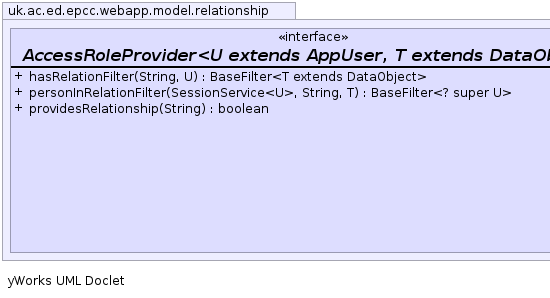 uk.ac.ed.epcc.webapp.model.relationship
«interface»
AccessRoleProvider<U extends AppUser, T extends DataOb
+ hasRelationFilter(String, U) : BaseFilter<T extends DataObject>
+ personInRelationFilter(SessionService<U>, String, T) : BaseFilter<? super U>
+ providesRelationship(String) : boolean
yWorks UML Doclet